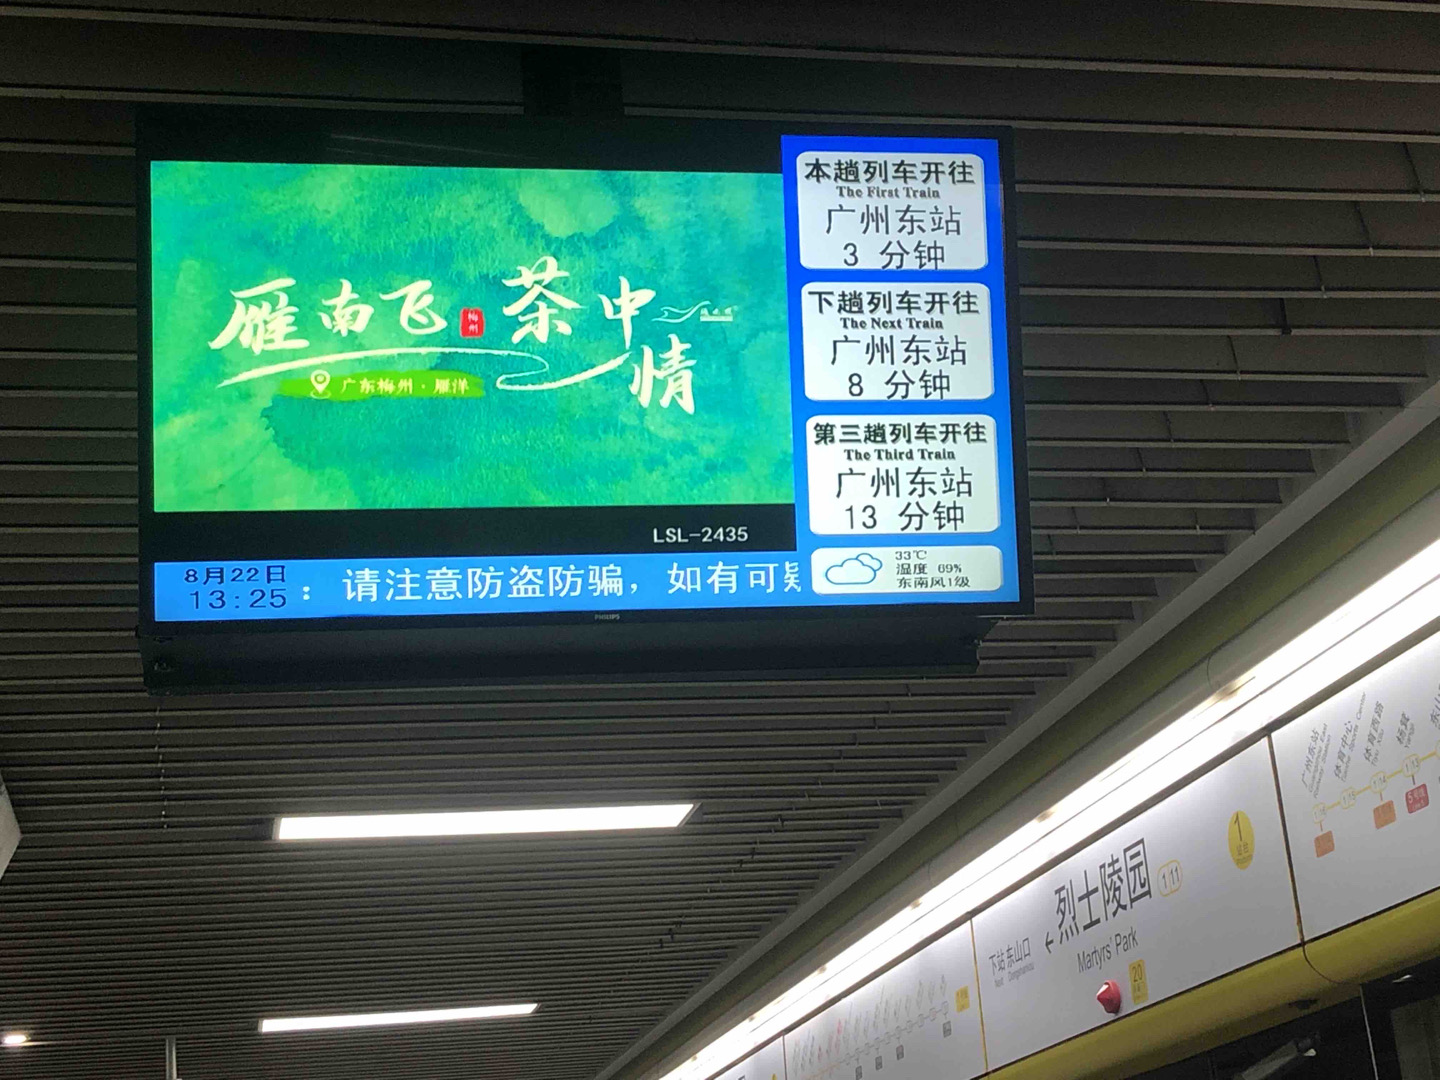 雁南飞 梅州 茶中情
广东梅州·雁洋
LSL-2435
本趟列车开往
The First Train
广州东站
3 分钟
下趟列车开往
The Next Train
广州东站
8 分钟
第三趟列车开往
The Third Train
广州东站
13 分钟
8月22日
13:25
: 请注意防盗防骗，如有可疑
33℃
湿度 69%
东南风1级
PHILIPS
下站 东山口
Next Dongshankou
←
烈士陵园 1 11
Martyrs' Park
1
20
广州东站
体育中心
体育西路
杨箕